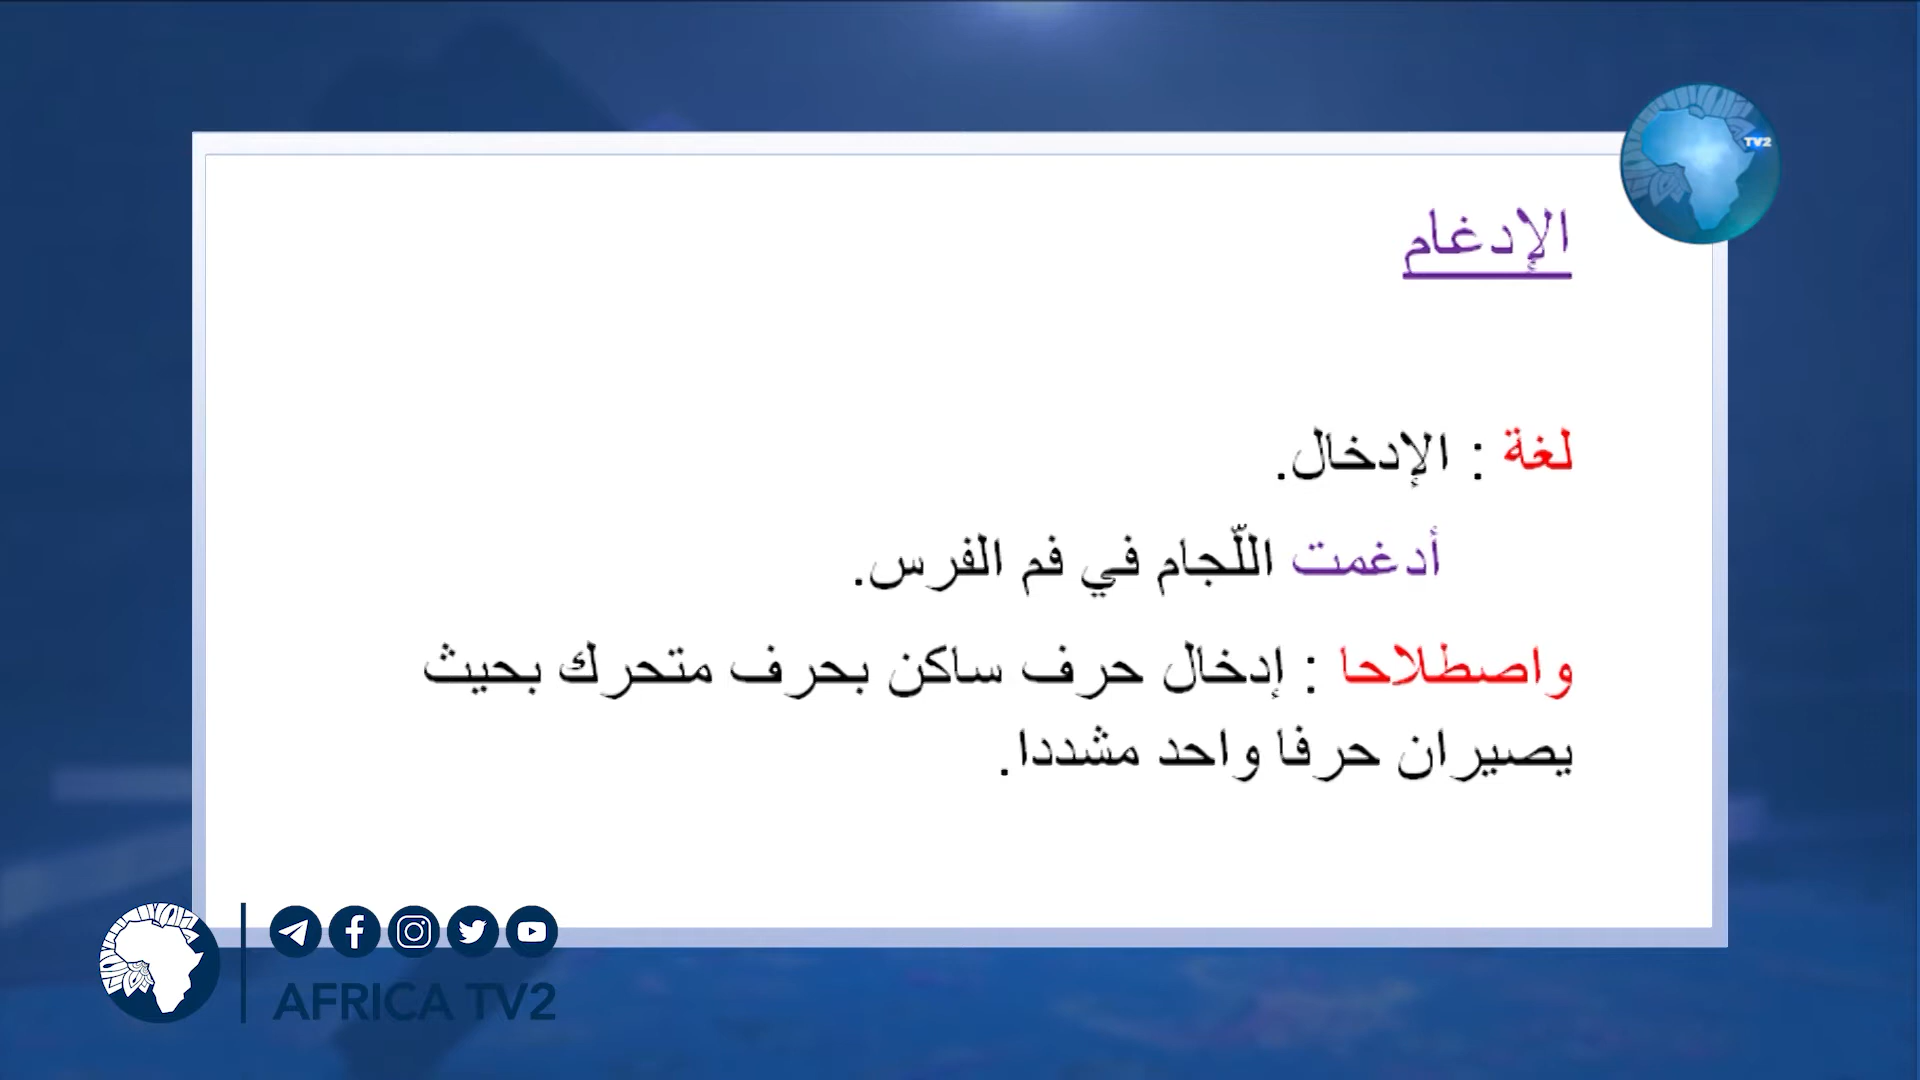 TV2
الإدغام
لغة : الإدخال.
أدغمت اللّجام في فم الفرس.
واصطلاحا : إدخال حرف ساكن بحرف متحرك بحيث
يصيران حرفا واحد مشددا.
AFRICA TV2